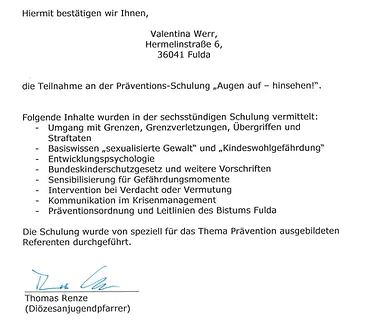 Hiermit bestätigen wir Ihnen,
Valentina Werr,
Hermelinstraße 6,
36041 Fulda
die Teilnahme an der Präventions-Schulung „Augen auf – hinsehen!“.
Folgende Inhalte wurden in der sechsstündigen Schulung vermittelt:
- Umgang mit Grenzen, Grenzverletzungen, Übergriffen und
Straftaten
- Basiswissen „sexualisierte Gewalt“ und „Kindeswohlgefährdung“
- Entwicklungspsychologie
- Bundeskinderschutzgesetz und weitere Vorschriften
- Sensibilisierung für Gefährdungsmomente
- Intervention bei Verdacht oder Vermutung
- Kommunikation im Krisenmanagement
- Präventionsordnung und Leitlinien des Bistums Fulda
Die Schulung wurde von speziell für das Thema Prävention ausgebildeten
Referenten durchgeführt.
Thomas Renze
(Diözesanjugendpfarrer)